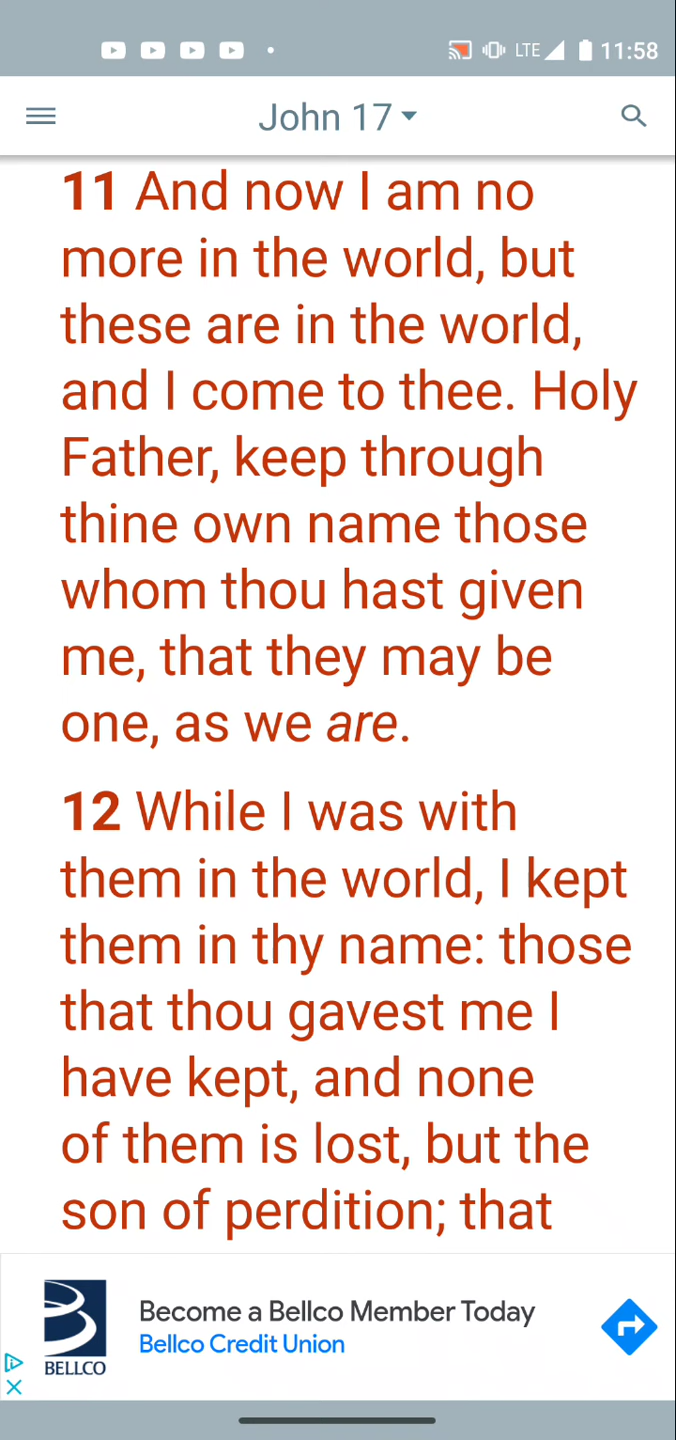 LTE 11:58
John 17
11 And now I am no
more in the world, but
these are in the world,
and I come to thee. Holy
Father, keep through
thine own name those
whom thou hast given
me, that they may be
one, as we are.
12 While I was with
them in the world, I kept
them in thy name: those
that thou gavest me I
have kept, and none
of them is lost, but the
son of perdition; that
Become a Bellco Member Today
Bellco Credit Union
BELLCO